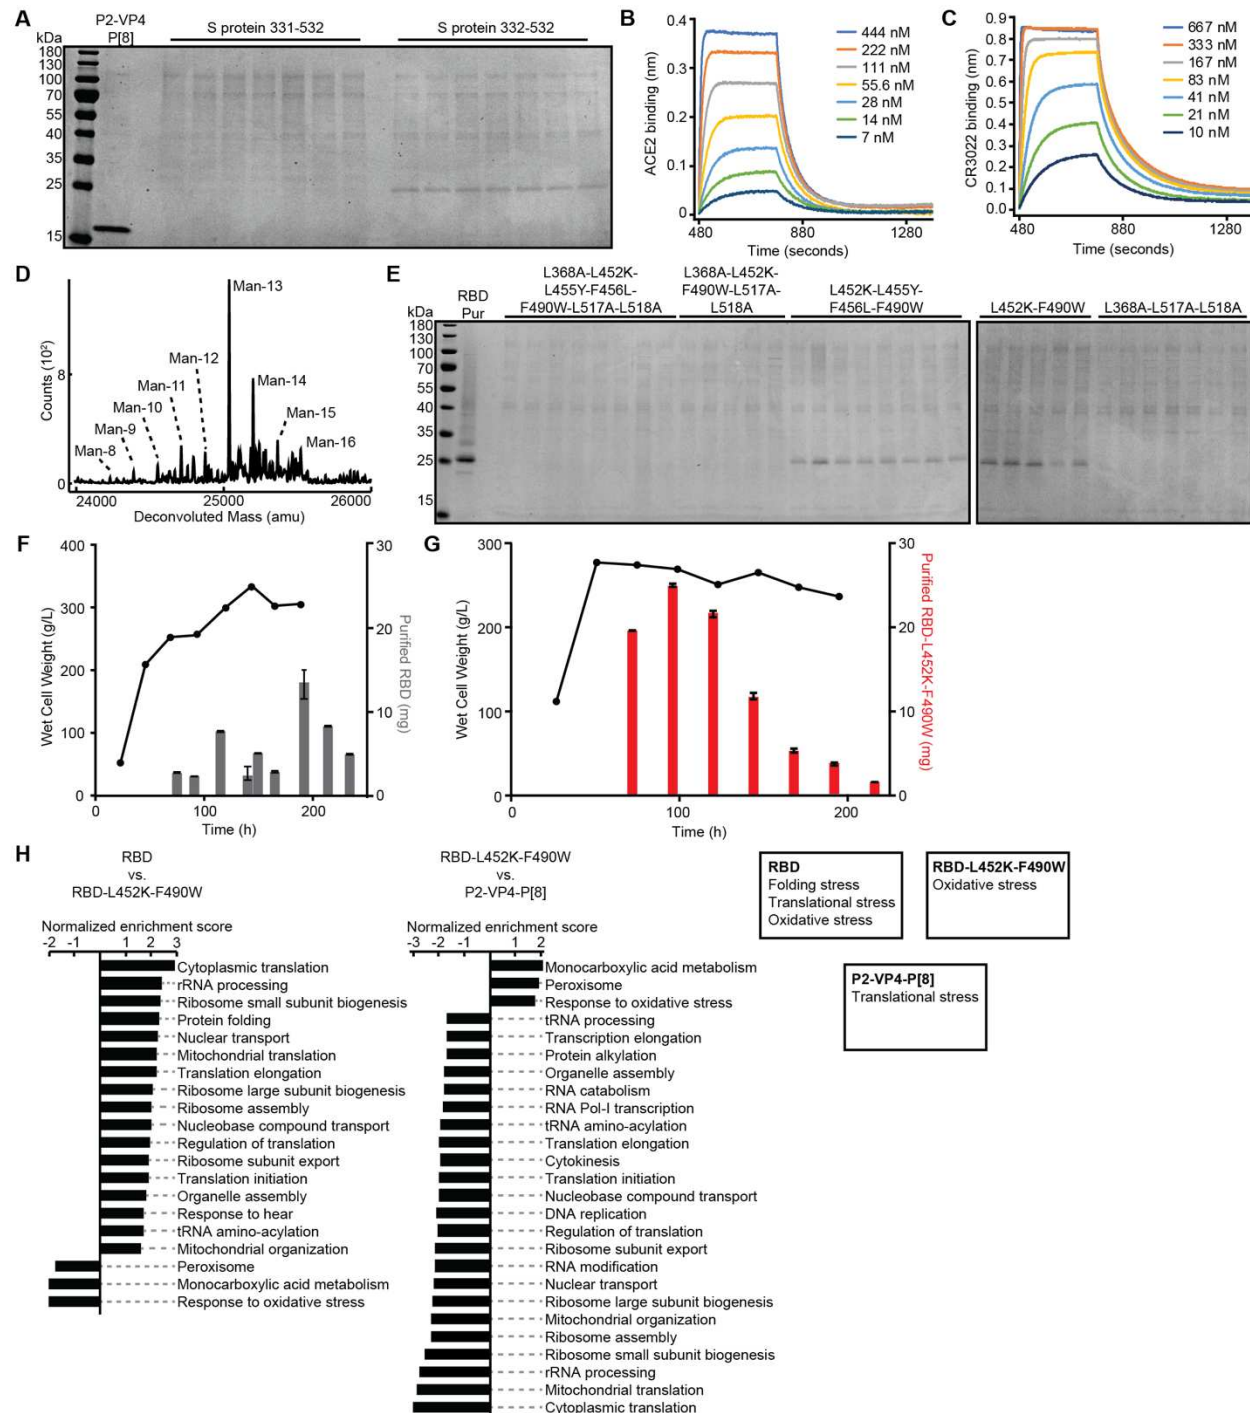 A
P2-VP4
P[8]
S protein 331-532
S protein 332-532
kDa
180
130
100
70
55
40
35
25
15
B
ACE2 binding (nm)
0.4
0.3
0.2
0.1
0
480
880
1280
Time (seconds)
444 nM
222 nM
111 nM
55.6 nM
28 nM
14 nM
7 nM
C
CR3022 binding (nm)
0.9
0.8
0.7
0.6
0.5
0.4
0.3
0.2
0.1
0.0
480
880
1280
Time (seconds)
667 nM
333 nM
167 nM
83 nM
41 nM
21 nM
10 nM
D
Counts (10²)
8
0
Man-8
Man-9
Man-10
Man-11
Man-12
Man-13
Man-14
Man-15
Man-16
24000
25000
26000
Deconvoluted Mass (amu)
E
kDa
180
130
100
70
55
40
35
25
15
RBD
Pur
L368A-L452K-
L455Y-F456L-
F490W-L517A-L518A
L368A-L452K-
F490W-L517A-
L518A
L452K-L455Y-
F456L-F490W
L452K-F490W
L368A-L517A-L518A
F
Wet Cell Weight (g/L)
400
300
200
100
0
0
100
200
Time (h)
30
20
10
0
Purified RBD
(mg)
G
Wet Cell Weight (g/L)
300
200
100
0
0
100
200
Time (h)
30
20
10
0
Purified RBD-L452K-F490W
(mg)
H
RBD
vs.
RBD-L452K-F490W
Normalized enrichment score
-2 -1 1 2 3
Cytoplasmic translation
rRNA processing
Ribosome small subunit biogenesis
Protein folding
Nuclear transport
Mitochondrial translation
Translation elongation
Ribosome large subunit biogenesis
Ribosome assembly
Nucleobase compound transport
Regulation of translation
Ribosome subunit export
Translation initiation
Organelle assembly
Response to hear
tRNA amino-acylation
Mitochondrial organization
Peroxisome
Monocarboxylic acid metabolism
Response to oxidative stress
RBD-L452K-F490W
vs.
P2-VP4-P[8]
Normalized enrichment score
-3 -2 -1 1 2
Monocarboxylic acid metabolism
Peroxisome
Response to oxidative stress
tRNA processing
Transcription elongation
Protein alkylation
Organelle assembly
RNA catabolism
RNA Pol-I transcription
tRNA amino-acylation
Translation elongation
Cytokinesis
Translation initiation
Nucleobase compound transport
DNA replication
Regulation of translation
Ribosome subunit export
RNA modification
Nuclear transport
Ribosome large subunit biogenesis
Mitochondrial organization
Ribosome assembly
Ribosome small subunit biogenesis
rRNA processing
Mitochondrial translation
Cytoplasmic translation
RBD
Folding stress
Translational stress
Oxidative stress
RBD-L452K-F490W
Oxidative stress
P2-VP4-P[8]
Translational stress